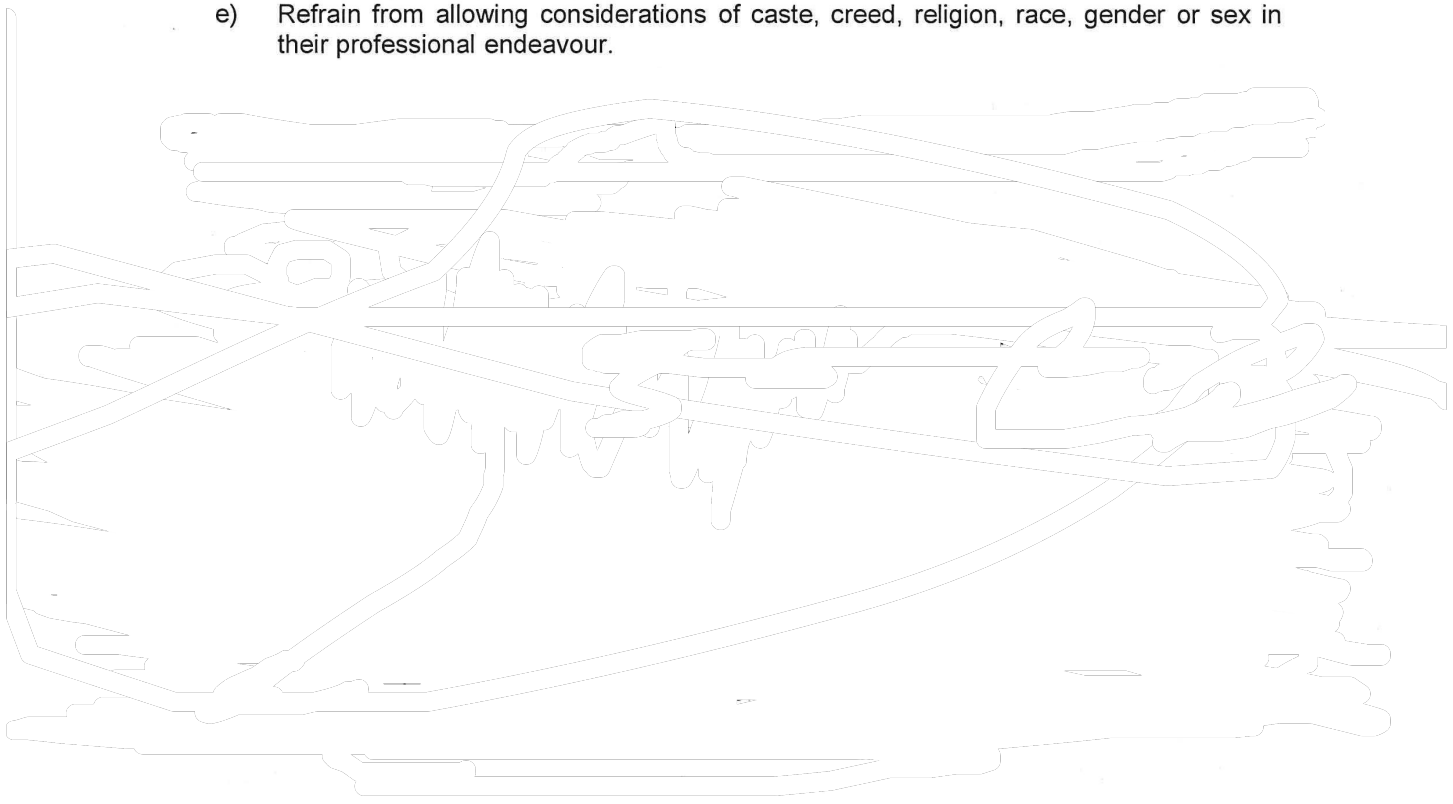 e) Refrain from allowing considerations of caste, creed, religion, race, gender or sex in
their professional endeavour.